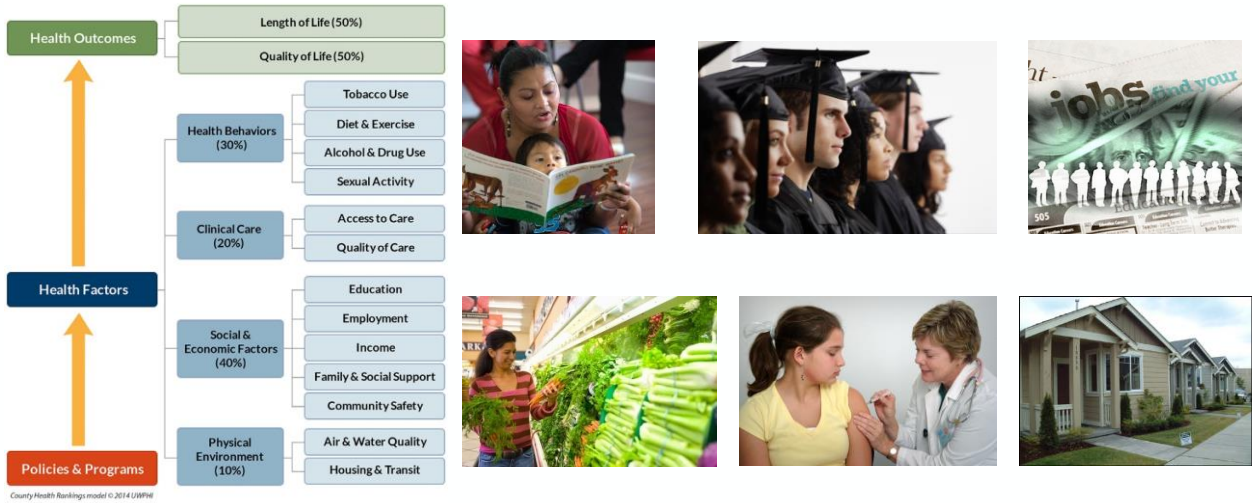 Health Outcomes
Length of Life (50%)
Quality of Life (50%)
Health Behaviors
(30%)
Tobacco Use
Diet & Exercise
Alcohol & Drug Use
Sexual Activity
Clinical Care
(20%)
Access to Care
Quality of Care
Health Factors
Social &
Economic Factors
(40%)
Education
Employment
Income
Family & Social Support
Community Safety
Physical
Environment
(10%)
Air & Water Quality
Housing & Transit
Policies & Programs
County Health Rankings model © 2014 UWPHI
ht
jobs
find your
505